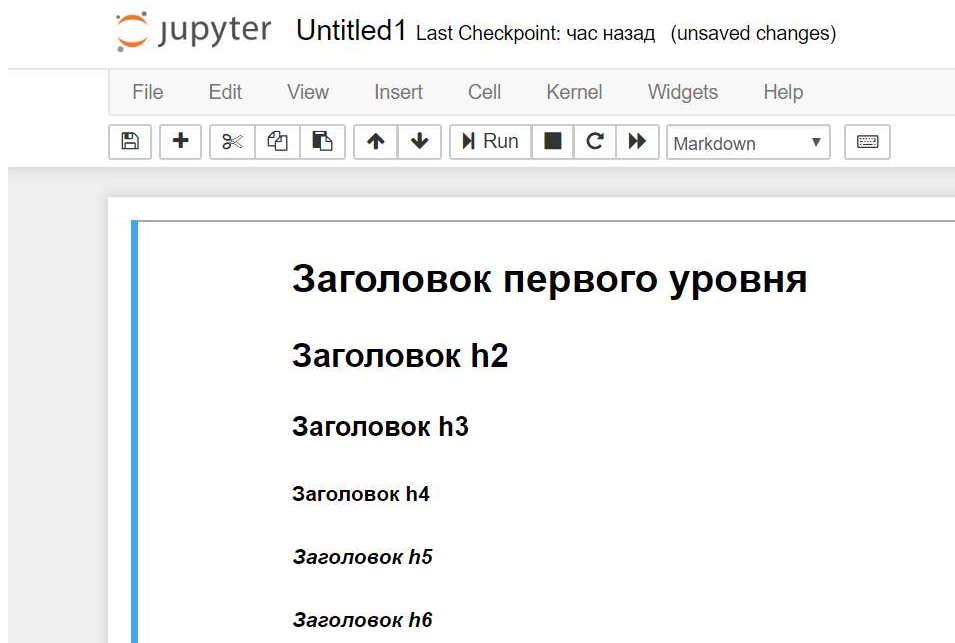 jupyter Untitled1 Last Checkpoint: час назад (unsaved changes)
File Edit View Insert Cell Kernel Widgets Help
Run Markdown
Заголовок первого уровня
Заголовок h2
Заголовок h3
Заголовок h4
Заголовок h5
Заголовок h6